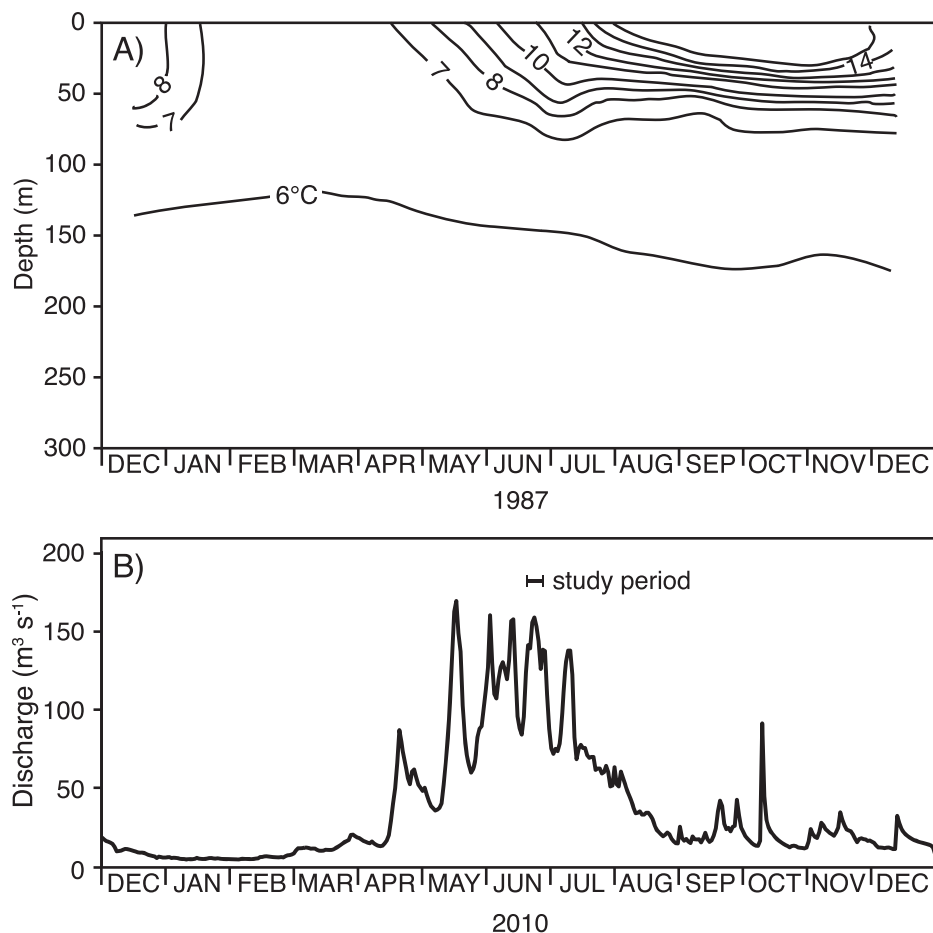 A)
0
50
100
150
200
250
300
Depth (m)
8
7
7
8
10
12
14
6°C
DEC JAN FEB MAR APR MAY JUN JUL AUG SEP OCT NOV DEC
1987
B)
200
150
100
50
0
Discharge (m³ s⁻¹)
study period
DEC JAN FEB MAR APR MAY JUN JUL AUG SEP OCT NOV DEC
2010